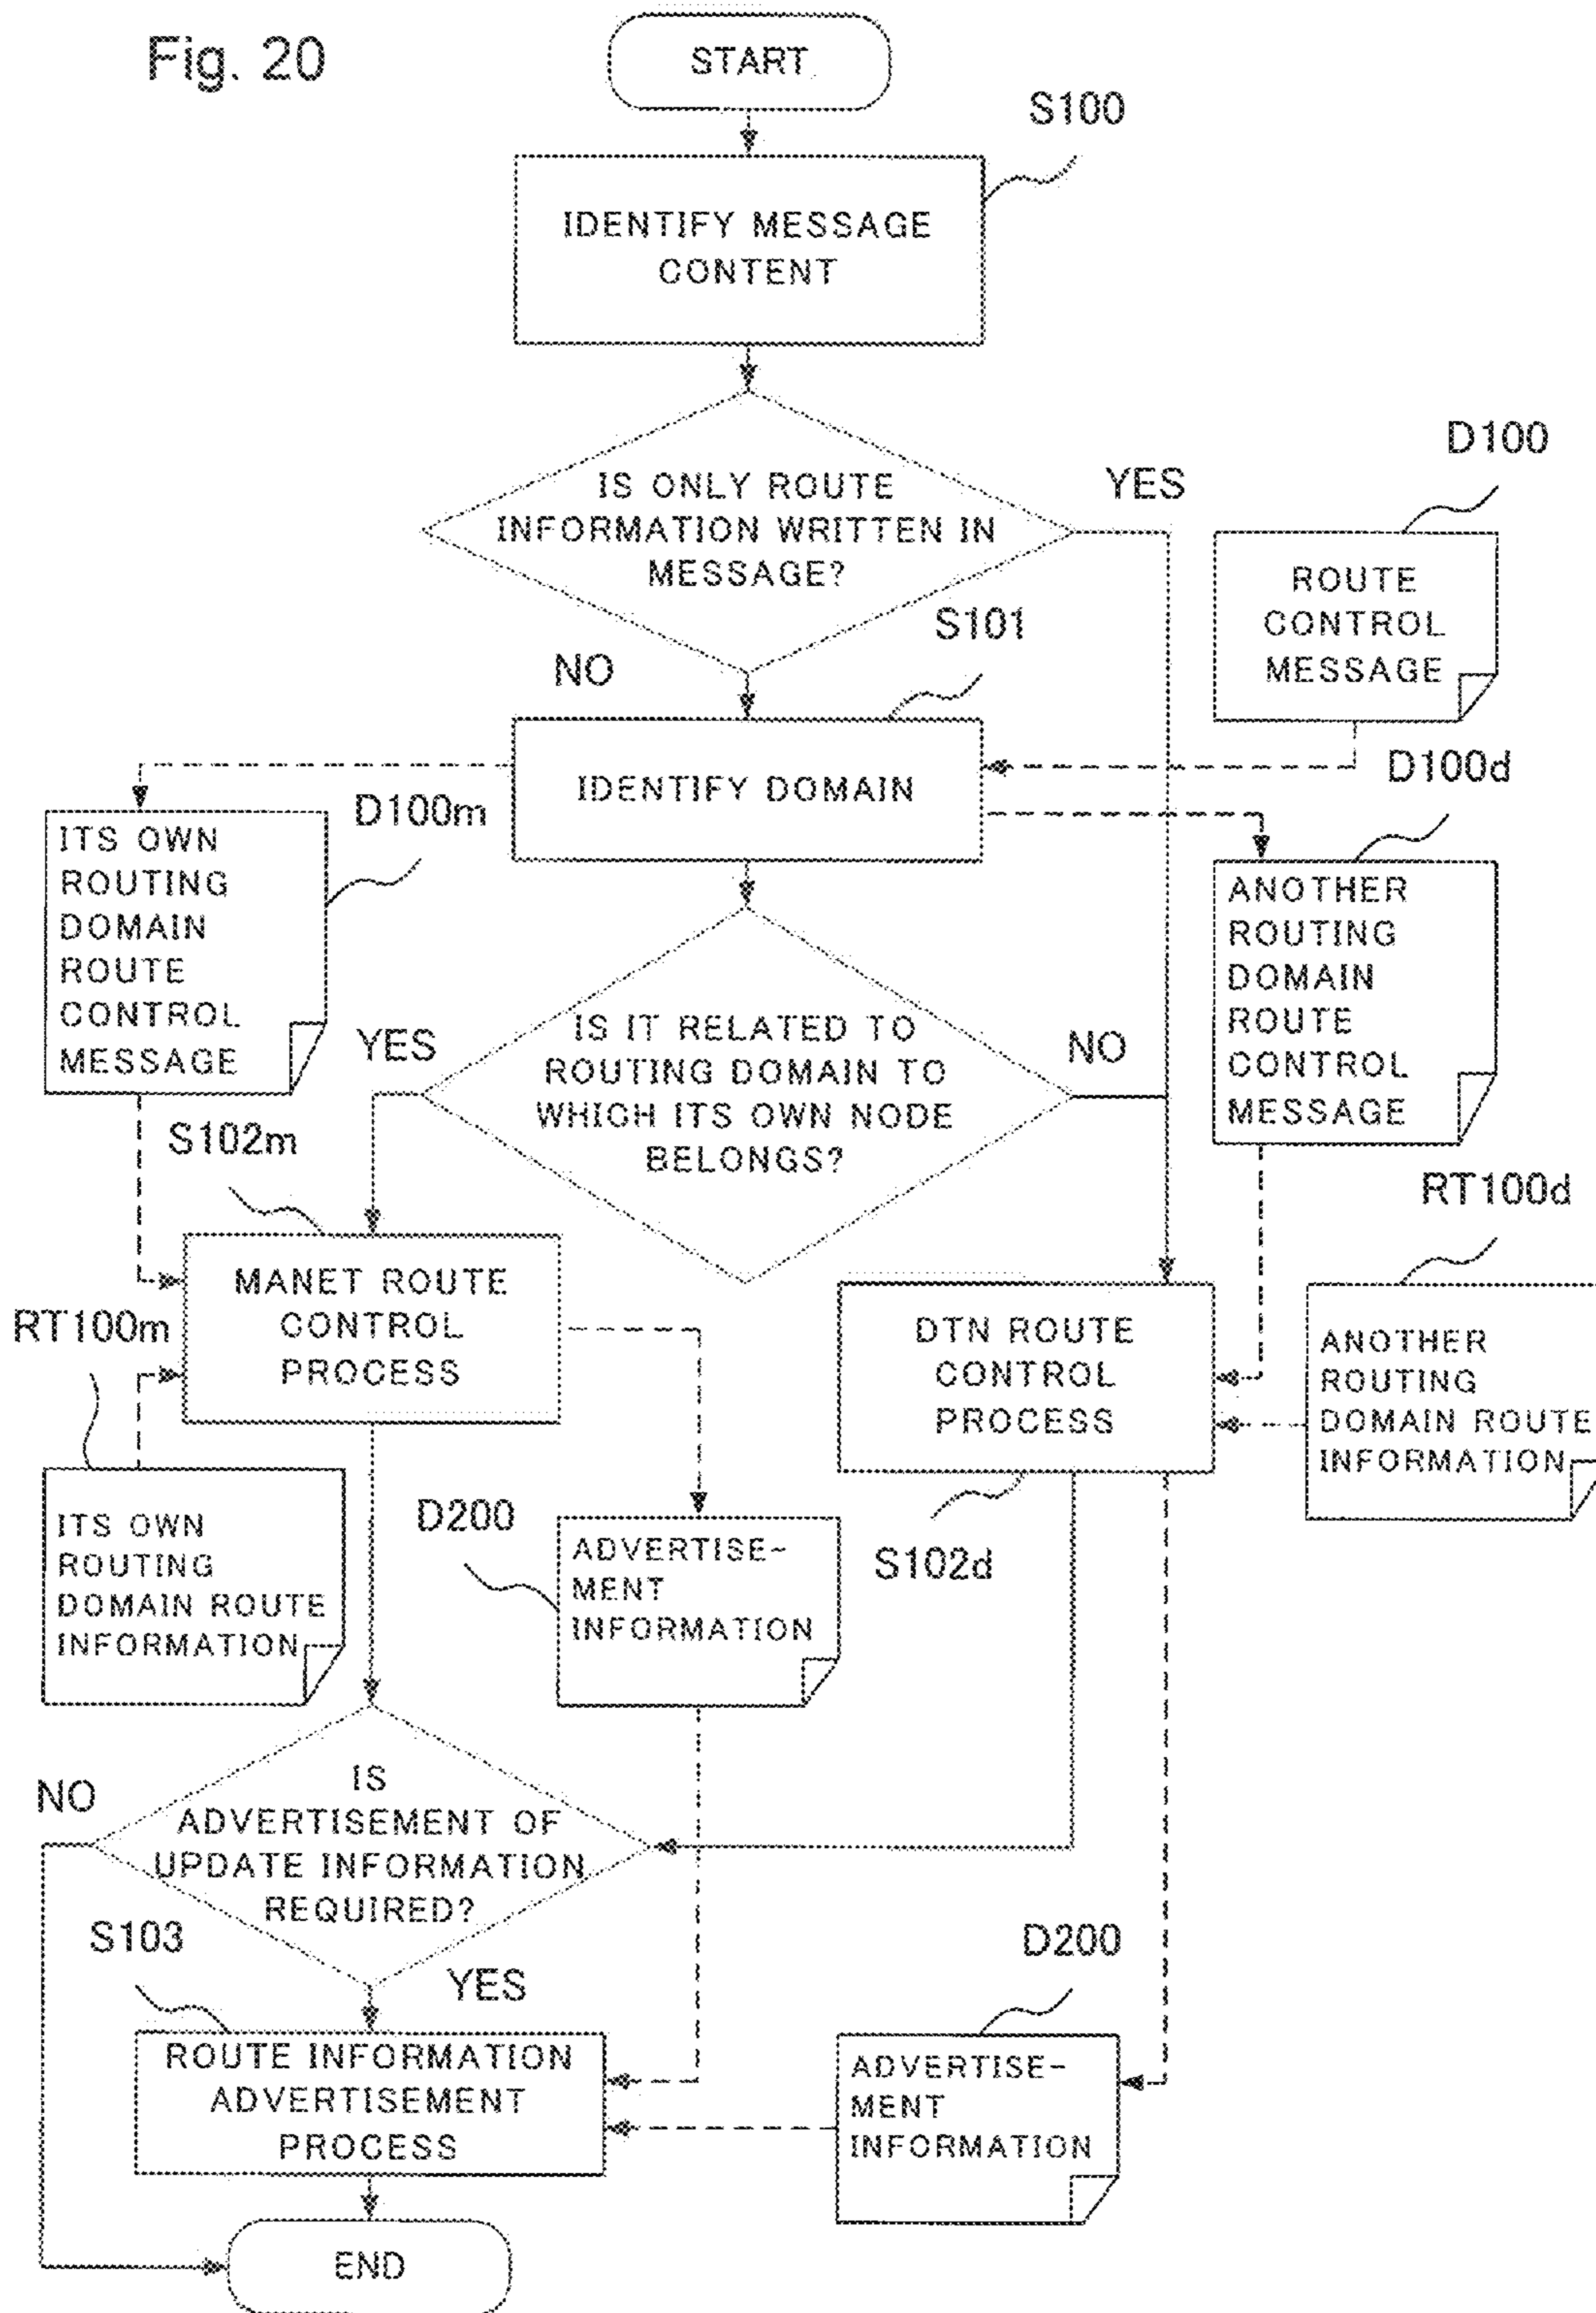 Fig. 20
START
S100
IDENTIFY MESSAGE
CONTENT
IS ONLY ROUTE
INFORMATION WRITTEN IN
MESSAGE?
YES
NO
D100
ROUTE
CONTROL
MESSAGE
S101
IDENTIFY DOMAIN
D100m
ITS OWN
ROUTING
DOMAIN
ROUTE
CONTROL
MESSAGE
D100d
ANOTHER
ROUTING
DOMAIN
ROUTE
CONTROL
MESSAGE
IS IT RELATED TO
ROUTING DOMAIN TO
WHICH ITS OWN NODE
BELONGS?
YES
NO
S102m
MANET ROUTE
CONTROL
PROCESS
RT100m
ITS OWN
ROUTING
DOMAIN ROUTE
INFORMATION
DTN ROUTE
CONTROL
PROCESS
S102d
RT100d
ANOTHER
ROUTING
DOMAIN ROUTE
INFORMATION
D200
ADVERTISE-
MENT
INFORMATION
IS
ADVERTISEMENT OF
UPDATE INFORMATION
REQUIRED?
NO
YES
S103
ROUTE INFORMATION
ADVERTISEMENT
PROCESS
D200
ADVERTISE-
MENT
INFORMATION
END